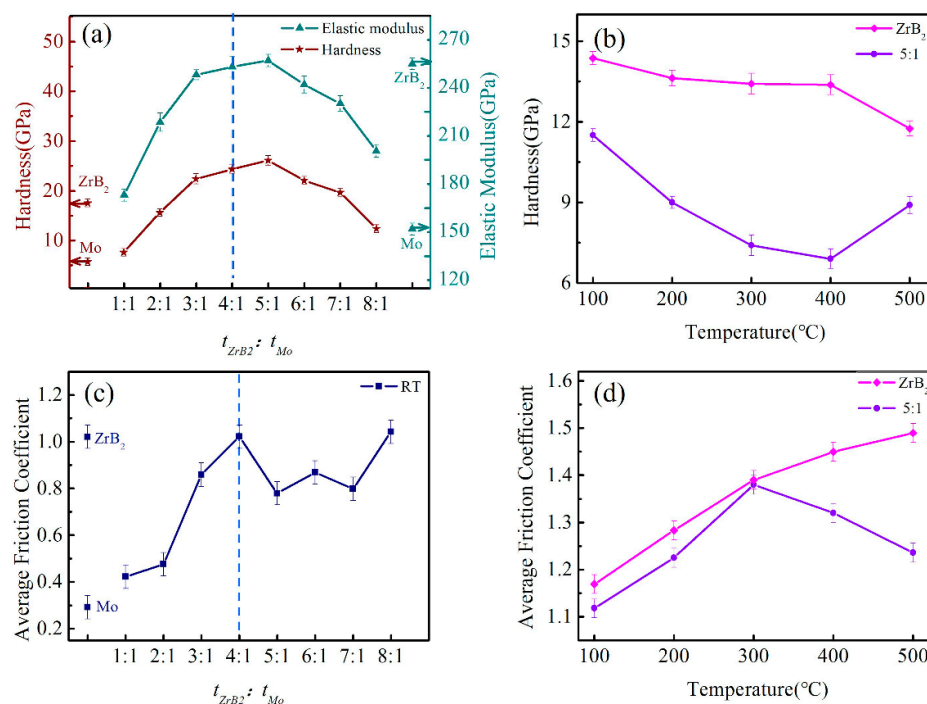 (a)
Elastic modulus
Hardness
Hardness(GPa)
50
40
30
20
10
ZrB2
Mo
270
240
210
180
150
120
ZrB2
Mo
Elastic Modulus(GPa)
1:1 2:1 3:1 4:1 5:1 6:1 7:1 8:1
tZrB2: tMo
(b)
ZrB2
5:1
Hardness(GPa)
15
12
9
6
100 200 300 400 500
Temperature(°C)
(c)
RT
Average Friction Coefficient
1.2
1.0
0.8
0.6
0.4
0.2
ZrB2
Mo
1:1 2:1 3:1 4:1 5:1 6:1 7:1 8:1
tZrB2: tMo
(d)
ZrB2
5:1
Average Friction Coefficient
1.6
1.5
1.4
1.3
1.2
1.1
100 200 300 400 500
Temperature(°C)